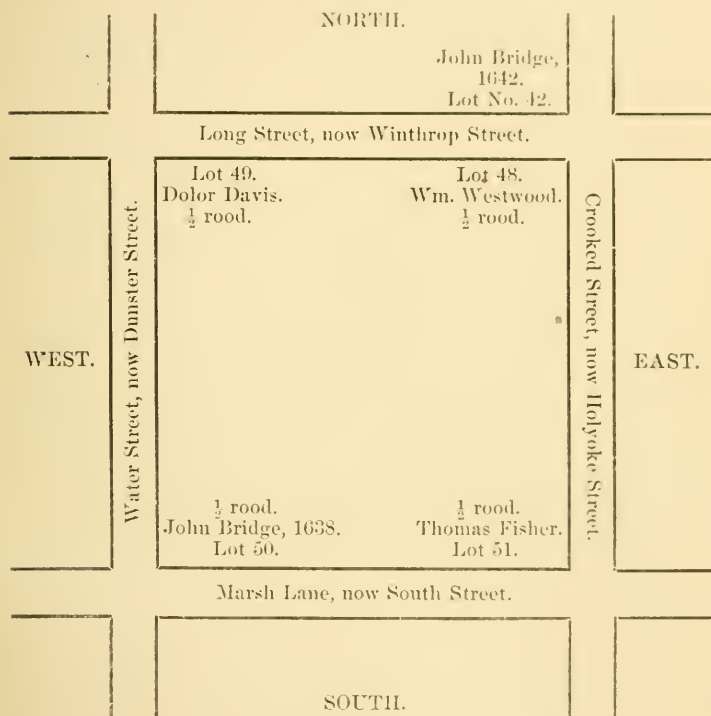 NORTH.
John Bridge,
1642.
Lot No. 42.
Long Street, now Winthrop Street.
Lot 49.
Dolor Davis.
½ rood.
Lot 48.
Wm. Westwood.
½ rood.
Water Street, now Dunster Street.
Crooked Street, now Holyoke Street.
WEST.
EAST.
½ rood.
John Bridge, 1638.
Lot 50.
½ rood.
Thomas Fisher.
Lot 51.
Marsh Lane, now South Street.
SOUTH.